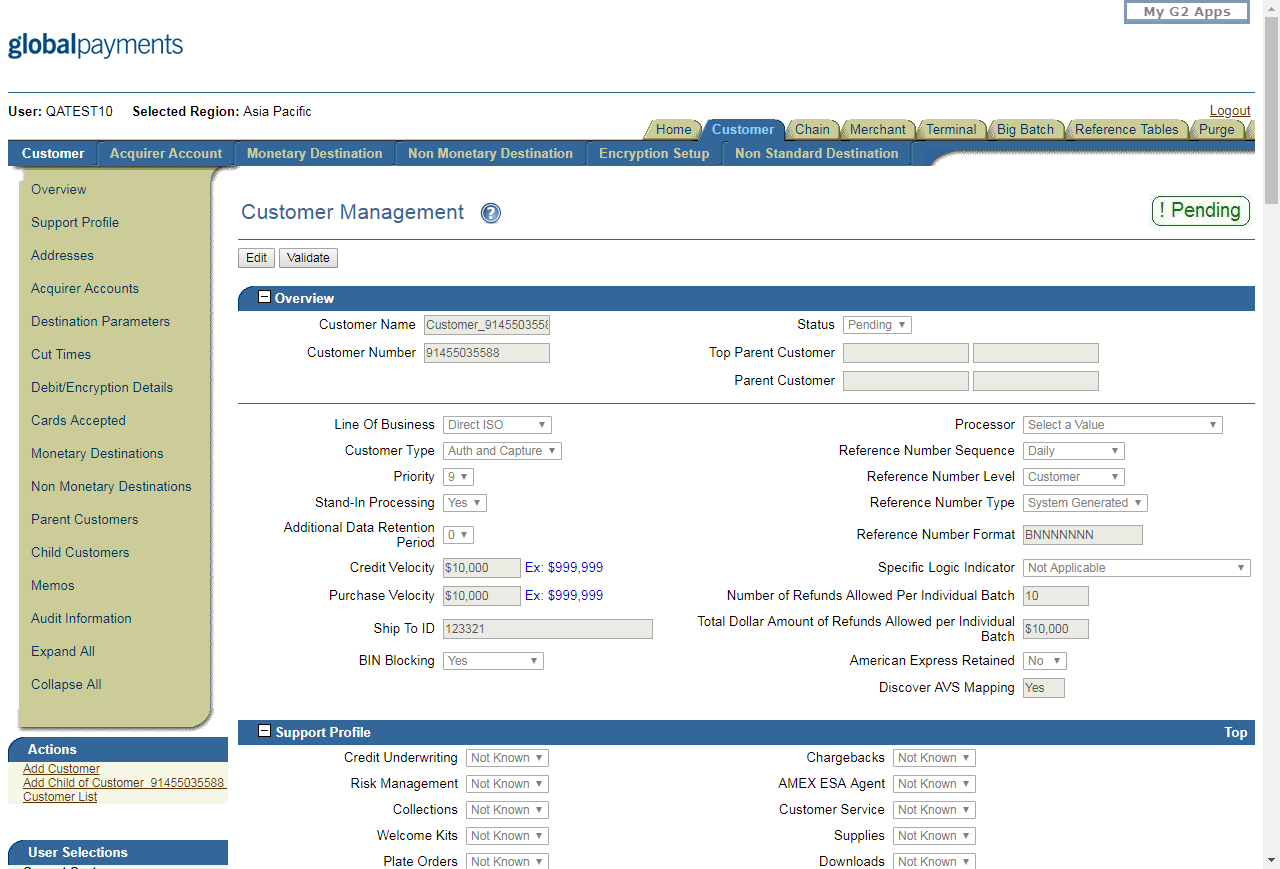 My G2 Apps
globalpayments
User: QATEST10 Selected Region: Asia Pacific
Logout
Home Customer Chain Merchant Terminal Big Batch Reference Tables Purge
Customer Acquirer Account Monetary Destination Non Monetary Destination Encryption Setup Non Standard Destination
Overview
Support Profile
Addresses
Acquirer Accounts
Destination Parameters
Cut Times
Debit/Encryption Details
Cards Accepted
Monetary Destinations
Non Monetary Destinations
Parent Customers
Child Customers
Memos
Audit Information
Expand All
Collapse All
Actions
Add Customer
Add Child of Customer_91455035588
Customer List
User Selections
Customer Management ?
! Pending
Edit Validate
Overview
Customer Name Customer_9145503558
Status Pending
Customer Number 91455035588
Top Parent Customer
Parent Customer
Line Of Business Direct ISO
Processor Select a Value
Customer Type Auth and Capture
Reference Number Sequence Daily
Priority 9
Reference Number Level Customer
Stand-In Processing Yes
Reference Number Type System Generated
Additional Data Retention
Period 0
Reference Number Format BNNNNNNN
Credit Velocity $10,000 Ex: $999,999
Specific Logic Indicator Not Applicable
Purchase Velocity $10,000 Ex: $999,999
Number of Refunds Allowed Per Individual Batch 10
Ship To ID 123321
Total Dollar Amount of Refunds Allowed per Individual
Batch $10,000
BIN Blocking Yes
American Express Retained No
Discover AVS Mapping Yes
Support Profile Top
Credit Underwriting Not Known
Chargebacks Not Known
Risk Management Not Known
AMEX ESA Agent Not Known
Collections Not Known
Customer Service Not Known
Welcome Kits Not Known
Supplies Not Known
Plate Orders Not Known
Downloads Not Known